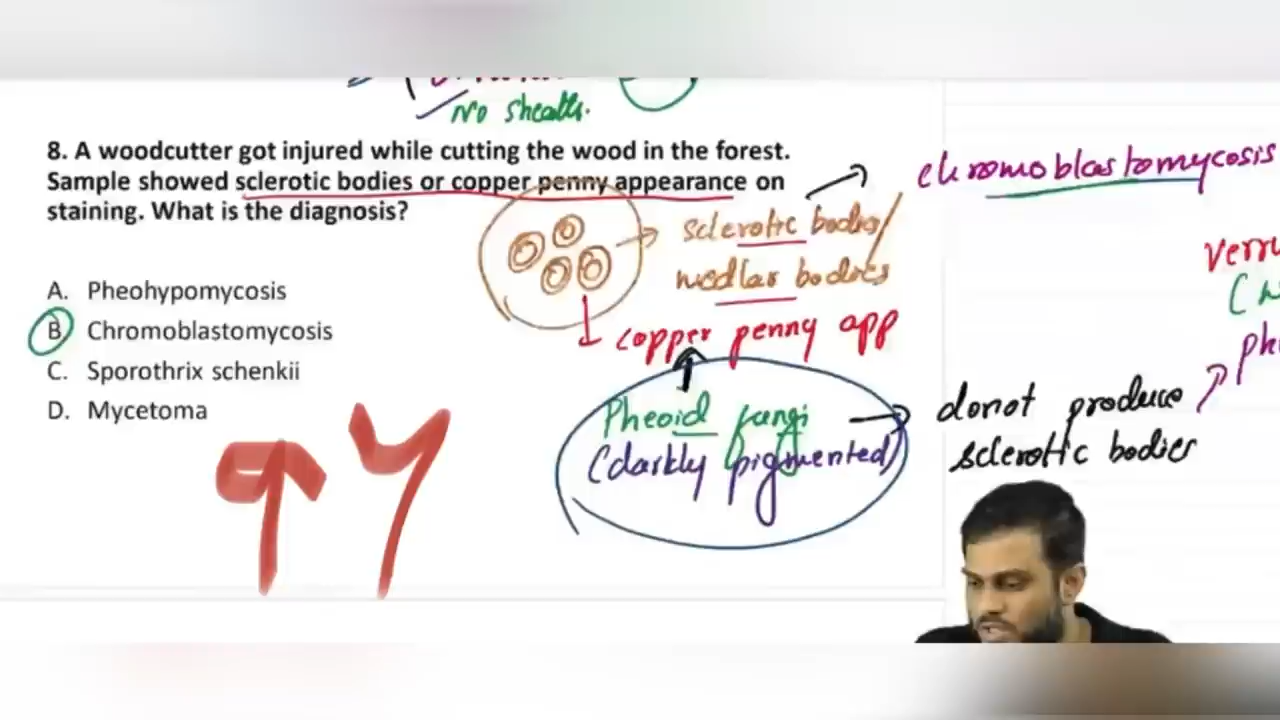 No sheath.
8. A woodcutter got injured while cutting the wood in the forest.
Sample showed sclerotic bodies or copper penny appearance on
staining. What is the diagnosis?
chromoblastomycosis
sclerotic bodies/
medlar bodies
copper penny app
A. Pheohypomycosis
B. Chromoblastomycosis
C. Sporothrix schenkii
D. Mycetoma
Pheoid fungi
(darkly pigmented)
donot produce
sclerotic bodies